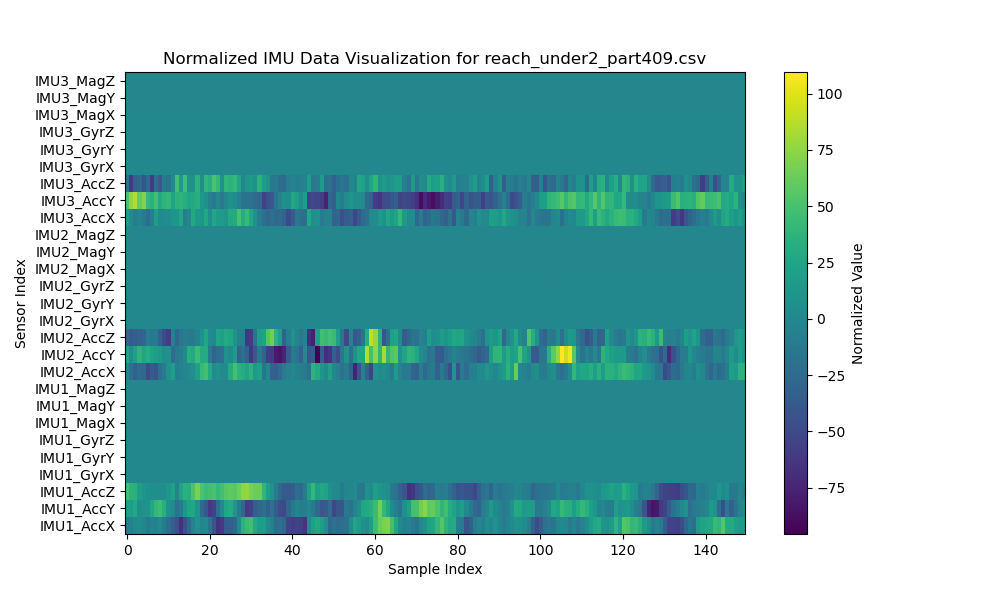 Normalized IMU Data Visualization for reach_under2_part409.csv
IMU3_MagZ
IMU3_MagY
IMU3_MagX
IMU3_GyrZ
IMU3_GyrY
IMU3_GyrX
IMU3_AccZ
IMU3_AccY
IMU3_AccX
IMU2_MagZ
IMU2_MagY
IMU2_MagX
IMU2_GyrZ
IMU2_GyrY
IMU2_GyrX
IMU2_AccZ
IMU2_AccY
IMU2_AccX
IMU1_MagZ
IMU1_MagY
IMU1_MagX
IMU1_GyrZ
IMU1_GyrY
IMU1_GyrX
IMU1_AccZ
IMU1_AccY
IMU1_AccX
Sensor Index
0 20 40 60 80 100 120 140
Sample Index
100
75
50
25
0
−25
−50
−75
Normalized Value